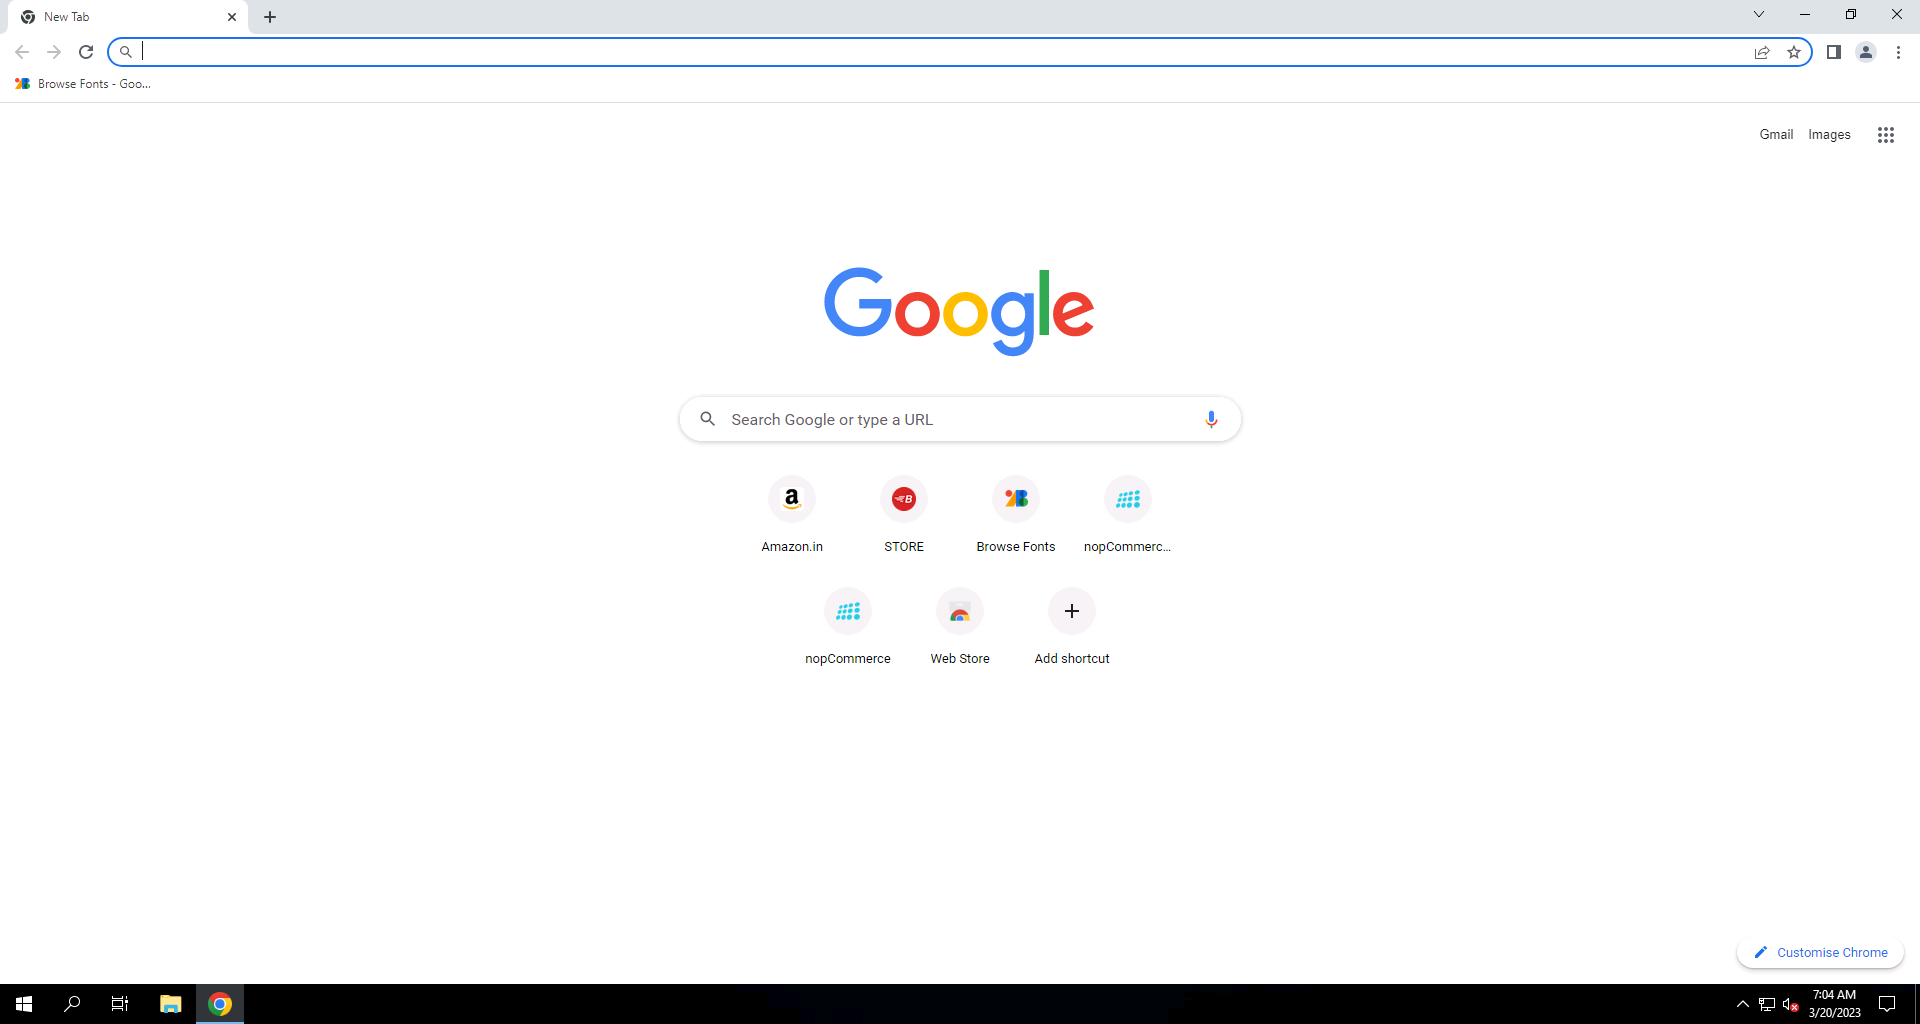 New Tab
Browse Fonts - Goo...
Gmail Images
Google
Search Google or type a URL
a B
Amazon.in STORE Browse Fonts nopCommerc...
nopCommerce Web Store Add shortcut
Customise Chrome
7:04 AM
3/20/2023